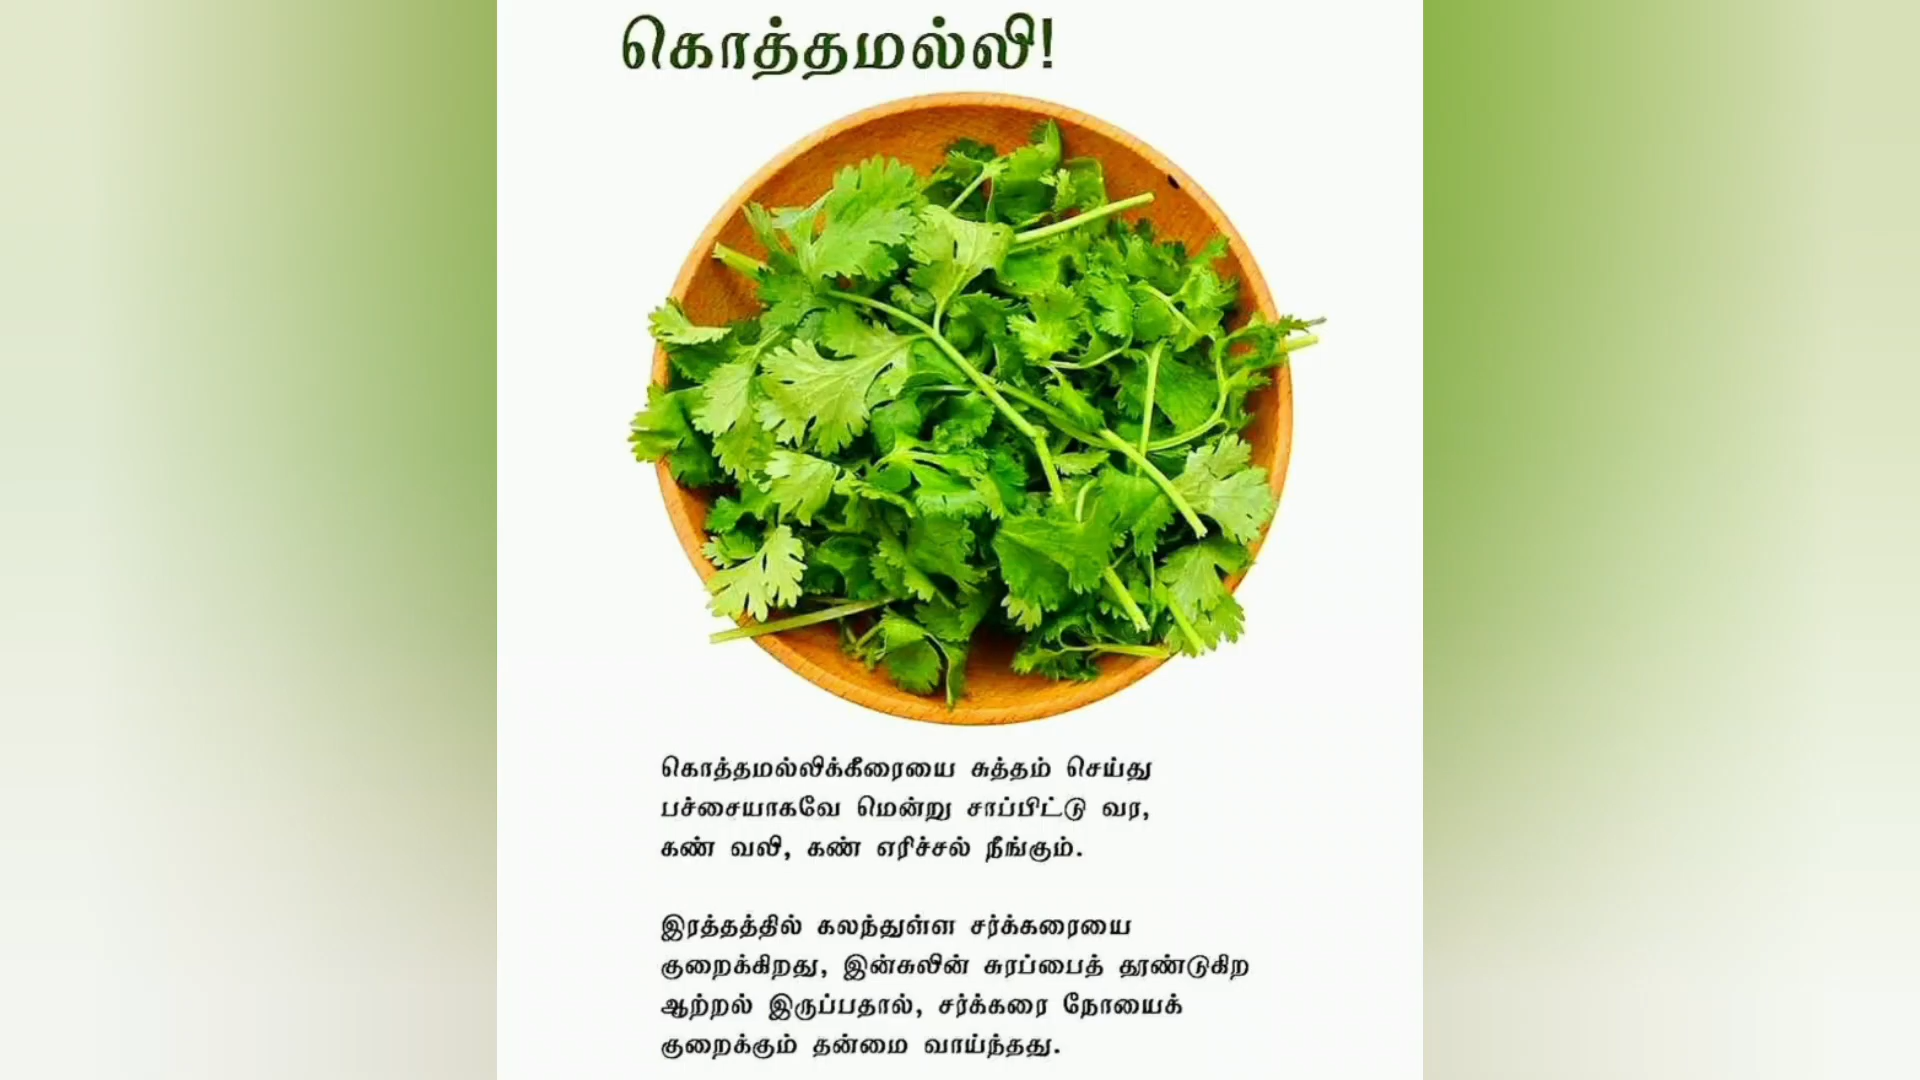 கொத்தமல்லி!
கொத்தமல்லிக்கீரையை சுத்தம் செய்து
பச்சையாகவே மென்று சாப்பிட்டு வர,
கண் வலி, கண் எரிச்சல் நீங்கும்.
இரத்தத்தில் கலந்துள்ள சர்க்கரையை
குறைக்கிறது, இன்சுலின் சுரப்பைத் தூண்டுகிற
ஆற்றல் இருப்பதால், சர்க்கரை நோயைக்
குறைக்கும் தன்மை வாய்ந்தது.